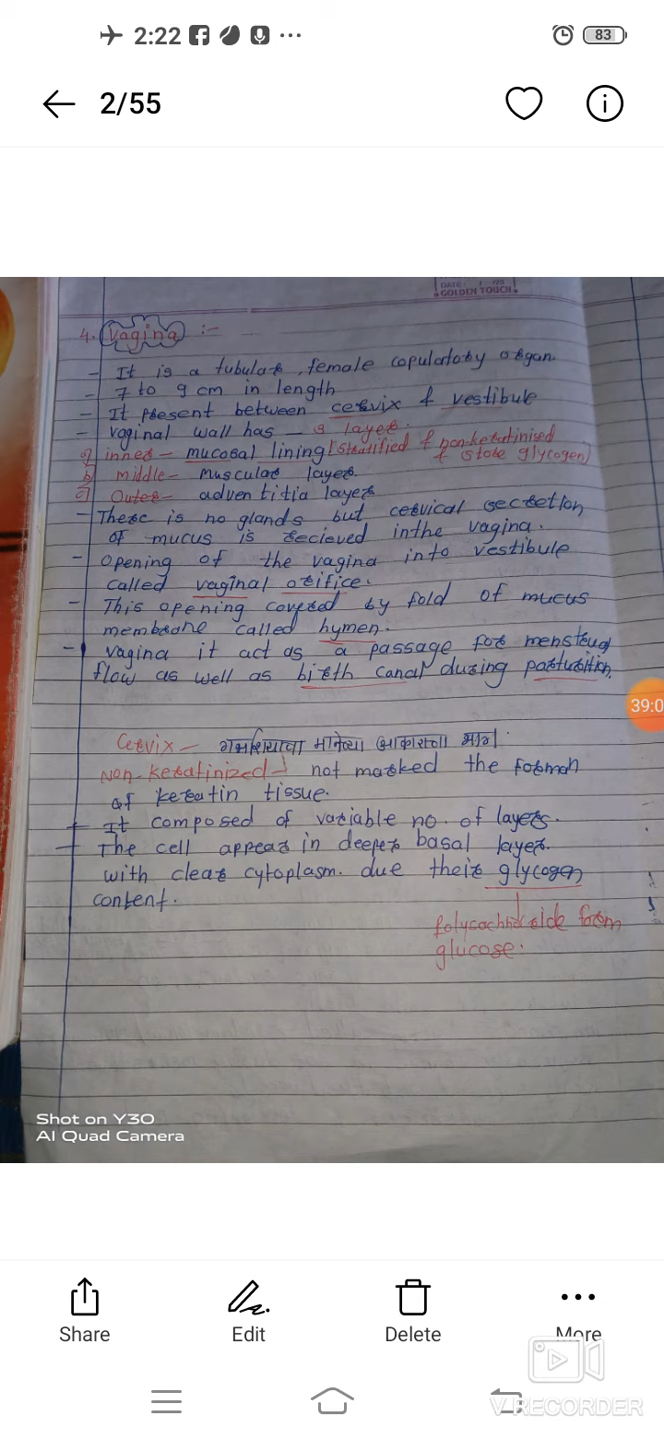 2:22
83
2/55
DATE:
GOLDEN TOUCH
4. Vagina :-
- It is a tubular, female copulatory organ
- 7 to 9 cm in length
- It present between cervix & vestibule
- vaginal wall has - 3 layer.
a) inner - mucosal lining (stratified & non-keratinised
& store glycogen)
b) middle - muscular layer.
c) Outer - adventitia layer
- There is no glands but cervical secretion
of mucus is recieved in the vagina.
- opening of the vagina into vestibule
called vaginal orifice.
- This opening covered by fold of mucus
membrane called hymen.
- vagina it act as a passage for menstrual
flow as well as birth canal during parturition.
Cervix - गर्भाशयाचा मानेच्या आकाराचा भाग.
Non-keratinized - not marked the forman
of keratin tissue.
- It composed of variable no. of layers.
- The cell appear in deeper basal layer.
with clear cytoplasm. due their glycogen
content.
polysachharide from
glucose.
39:0
Shot on Y30
AI Quad Camera
Share Edit Delete More
V RECORDER